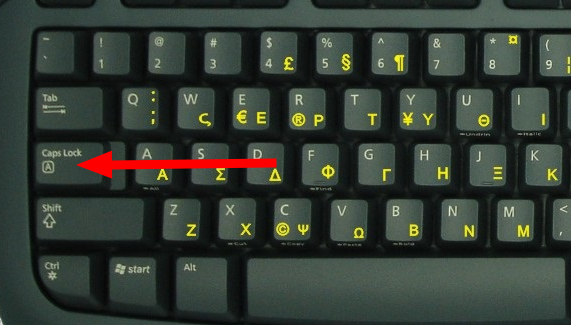 ~ ! @ # $ % ^ & * ¤ (
` 1 2 3 4 £ 5 § 6 ¶ 7 8 9
Tab Q : ; W ς E € Ε R ® Ρ T Τ Y ¥ Υ U Θ I Ι
Caps Lock A Α S Σ D Δ F Φ G Γ H Η J Ξ K Κ
A
Shift Z Ζ X Χ C © Ψ V Ω B Β N Ν M Μ <
,
Ctrl start Alt